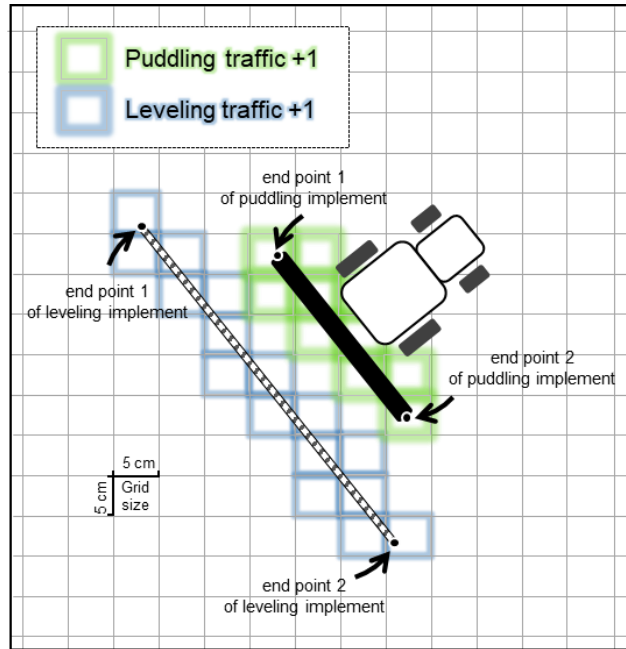 Puddling traffic +1
Leveling traffic +1
end point 1
of puddling implement
end point 1
of leveling implement
end point 2
of puddling implement
5 cm
5 cm
Grid
size
end point 2
of leveling implement